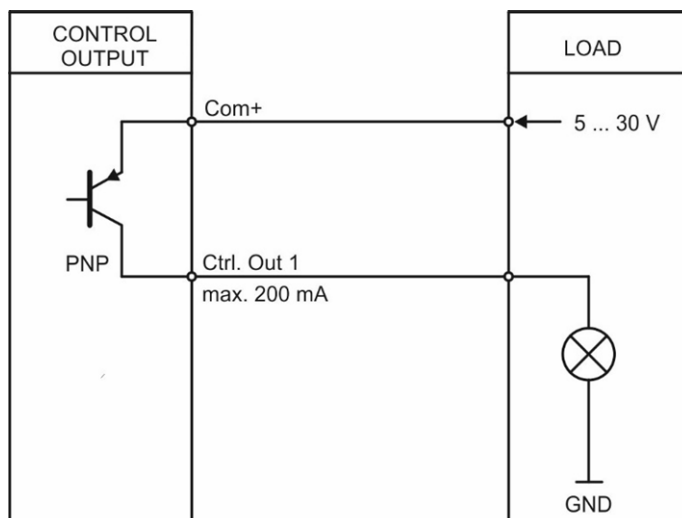 CONTROL
OUTPUT
LOAD
Com+
5 ... 30 V
PNP
Ctrl. Out 1
max. 200 mA
GND